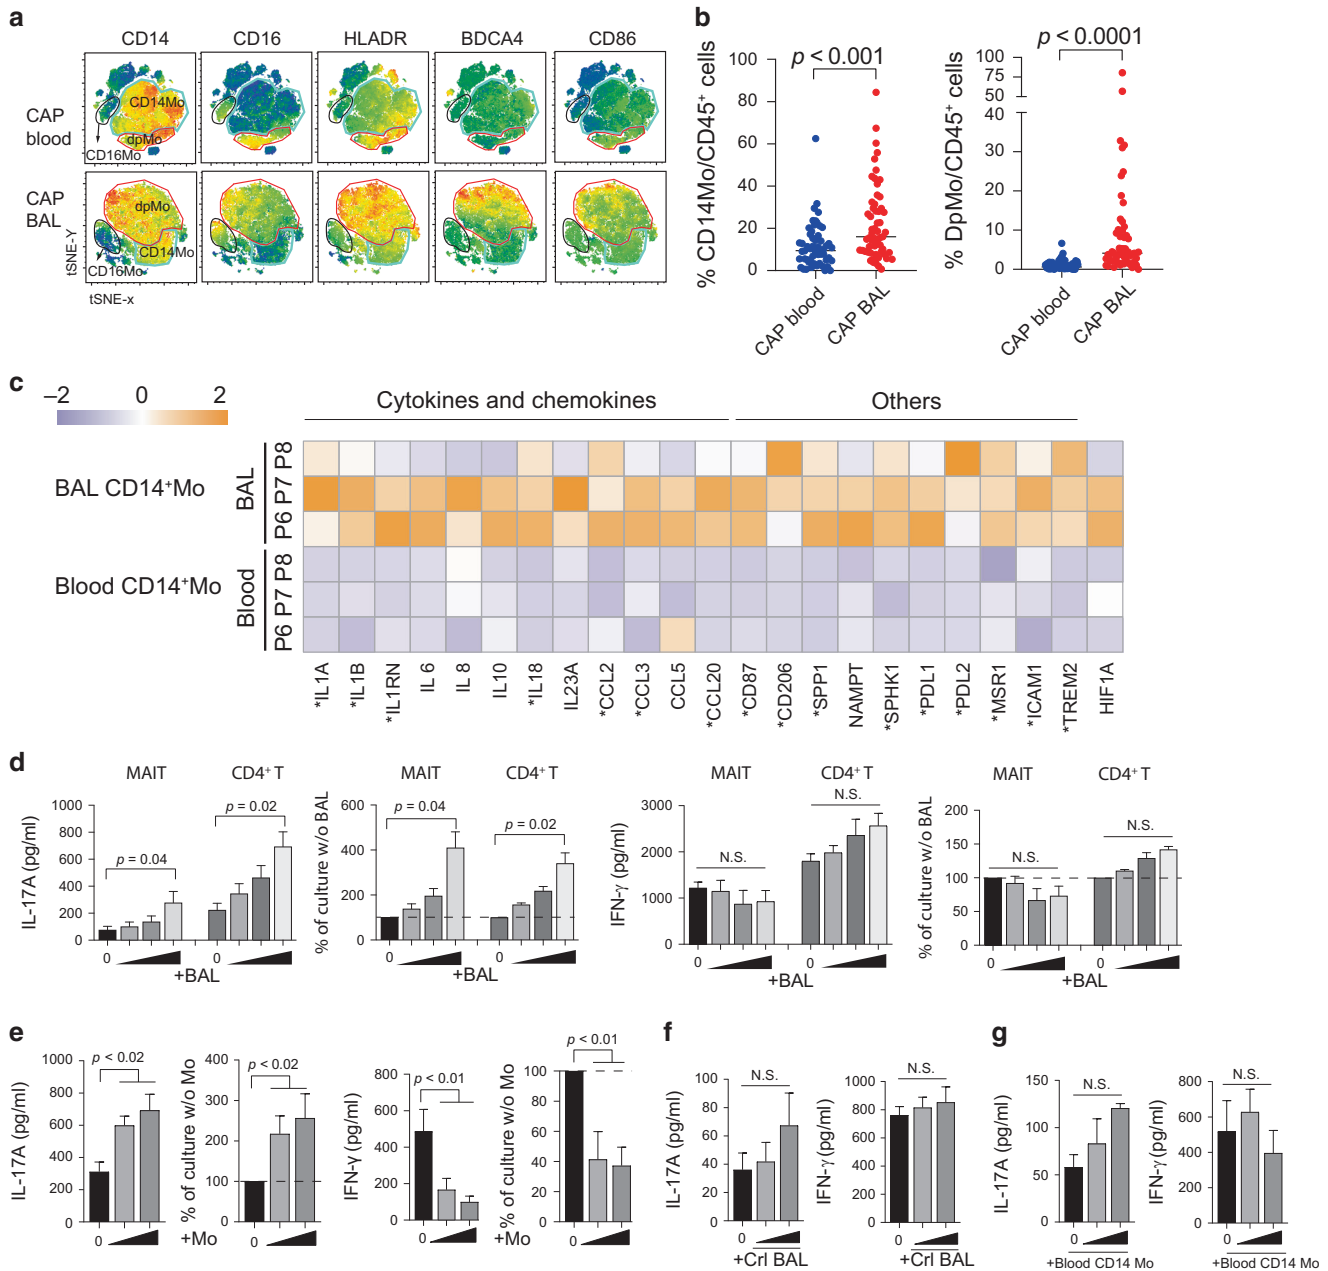 a
CD14 CD16 HLADR BDCA4 CD86
CAP blood
CD14Mo
dpMo
CD16Mo
CAP BAL
dpMo
CD14Mo
CD16Mo
tSNE-Y
tSNE-x
b
% CD14Mo/CD45⁺ cells
p < 0.001
100
80
60
40
20
0
CAP blood CAP BAL
% DpMo/CD45⁺ cells
p < 0.0001
100
75
50
40
30
20
10
0
CAP blood CAP BAL
c
–2 0 2
Cytokines and chemokines Others
BAL CD14⁺Mo
BAL
P8
P7
P6
Blood CD14⁺Mo
Blood
P8
P7
P6
*IL1A *IL1B *IL1RN IL6 IL8 IL10 *IL18 IL23A *CCL2 *CCL3 CCL5 *CCL20 *CD87 *CD206 *SPP1 NAMPT *SPHK1 *PDL1 *PDL2 *MSR1 *ICAM1 *TREM2 HIF1A
d
MAIT CD4⁺ T
IL-17A (pg/ml)
1000
800
600
400
200
0
p = 0.04
p = 0.02
0 0
+BAL
MAIT CD4⁺ T
% of culture w/o BAL
600
400
200
0
p = 0.04
p = 0.02
0 0
+BAL
MAIT CD4⁺ T
IFN-γ (pg/ml)
3000
2000
1000
0
N.S.
N.S.
0 0
+BAL
MAIT CD4⁺ T
% of culture w/o BAL
200
150
100
50
0
N.S.
N.S.
0 0
+BAL
e
IL-17A (pg/ml)
1000
800
600
400
200
0
p < 0.02
0
% of culture w/o Mo
400
300
200
100
0
p < 0.02
0
+Mo
IFN-γ (pg/ml)
800
600
400
200
0
p < 0.01
0
% of culture w/o Mo
100
80
60
40
20
0
p < 0.01
0
+Mo
f
IL-17A (pg/ml)
100
80
60
40
20
0
N.S.
0
+Crl BAL
IFN-γ (pg/ml)
1000
800
600
400
200
0
N.S.
0
+Crl BAL
g
IL-17A (pg/ml)
150
100
50
0
N.S.
0
+Blood CD14 Mo
IFN-γ (pg/ml)
800
600
400
200
0
N.S.
0
+Blood CD14 Mo